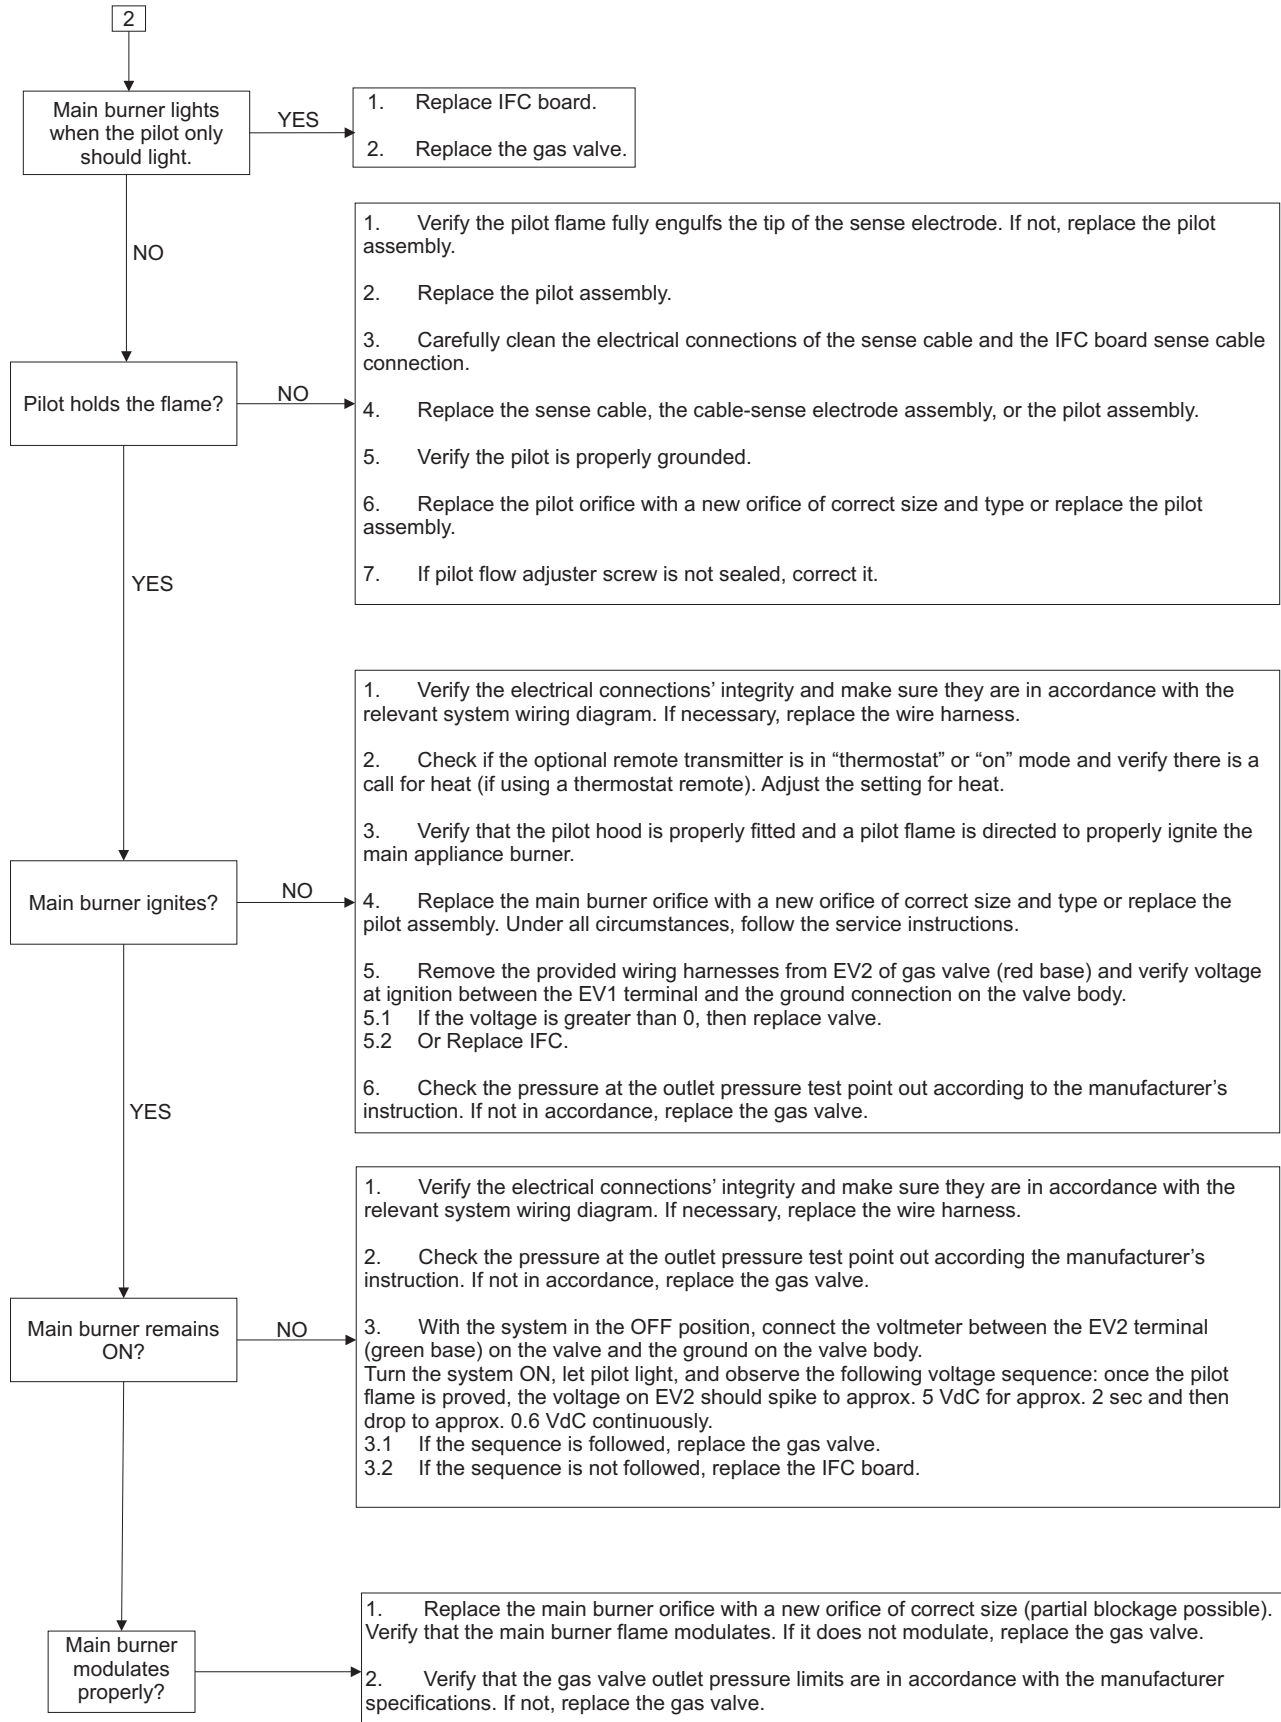 2
Main burner lights
when the pilot only
should light.
YES
1. Replace IFC board.
2. Replace the gas valve.
NO
1. Verify the pilot flame fully engulfs the tip of the sense electrode. If not, replace the pilot
assembly.
2. Replace the pilot assembly.
3. Carefully clean the electrical connections of the sense cable and the IFC board sense cable
connection.
4. Replace the sense cable, the cable-sense electrode assembly, or the pilot assembly.
5. Verify the pilot is properly grounded.
6. Replace the pilot orifice with a new orifice of correct size and type or replace the pilot
assembly.
7. If pilot flow adjuster screw is not sealed, correct it.
Pilot holds the flame?
NO
YES
1. Verify the electrical connections’ integrity and make sure they are in accordance with the
relevant system wiring diagram. If necessary, replace the wire harness.
2. Check if the optional remote transmitter is in “thermostat” or “on” mode and verify there is a
call for heat (if using a thermostat remote). Adjust the setting for heat.
3. Verify that the pilot hood is properly fitted and a pilot flame is directed to properly ignite the
main appliance burner.
4. Replace the main burner orifice with a new orifice of correct size and type or replace the
pilot assembly. Under all circumstances, follow the service instructions.
5. Remove the provided wiring harnesses from EV2 of gas valve (red base) and verify voltage
at ignition between the EV1 terminal and the ground connection on the valve body.
5.1 If the voltage is greater than 0, then replace valve.
5.2 Or Replace IFC.
6. Check the pressure at the outlet pressure test point out according to the manufacturer’s
instruction. If not in accordance, replace the gas valve.
Main burner ignites?
NO
YES
1. Verify the electrical connections’ integrity and make sure they are in accordance with the
relevant system wiring diagram. If necessary, replace the wire harness.
2. Check the pressure at the outlet pressure test point out according the manufacturer’s
instruction. If not in accordance, replace the gas valve.
3. With the system in the OFF position, connect the voltmeter between the EV2 terminal
(green base) on the valve and the ground on the valve body.
Turn the system ON, let pilot light, and observe the following voltage sequence: once the pilot
flame is proved, the voltage on EV2 should spike to approx. 5 VdC for approx. 2 sec and then
drop to approx. 0.6 VdC continuously.
3.1 If the sequence is followed, replace the gas valve.
3.2 If the sequence is not followed, replace the IFC board.
Main burner remains
ON?
NO
Main burner
modulates
properly?
1. Replace the main burner orifice with a new orifice of correct size (partial blockage possible).
Verify that the main burner flame modulates. If it does not modulate, replace the gas valve.
2. Verify that the gas valve outlet pressure limits are in accordance with the manufacturer
specifications. If not, replace the gas valve.